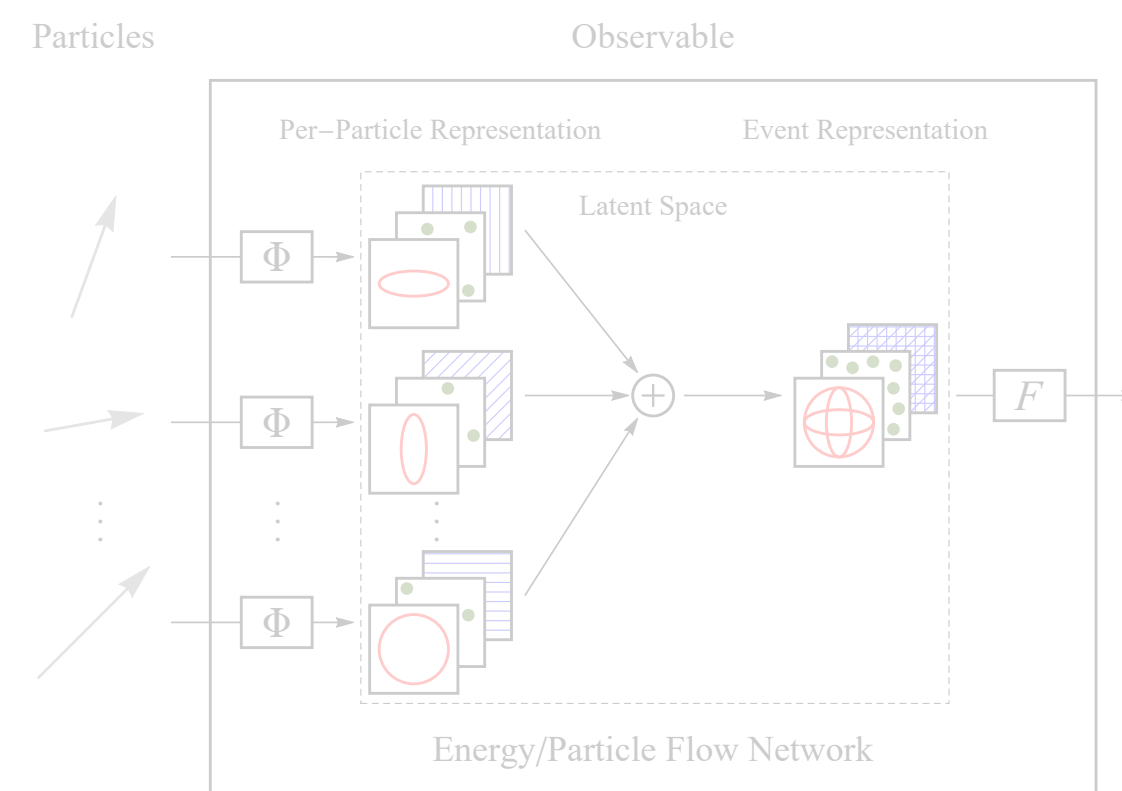 Particles
Observable
Per−Particle Representation
Event Representation
Latent Space
Φ
Φ
F
Φ
Energy/Particle Flow Network